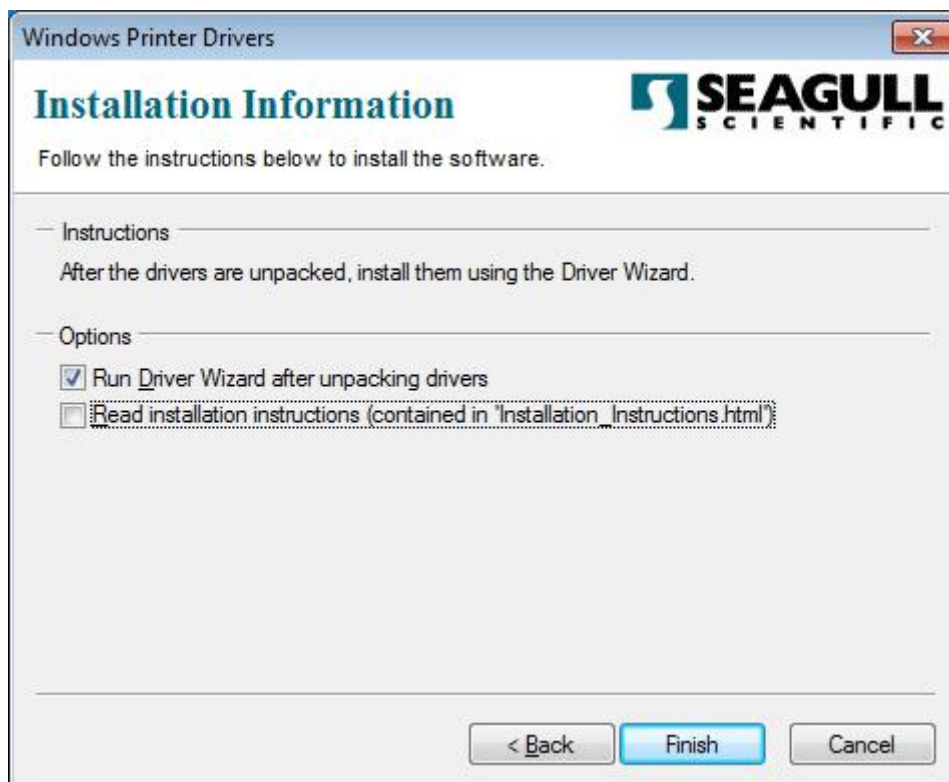 Windows Printer Drivers
Installation Information
SEAGULL
SCIENTIFIC
Follow the instructions below to install the software.
Instructions
After the drivers are unpacked, install them using the Driver Wizard.
Options
Run Driver Wizard after unpacking drivers
Read installation instructions (contained in "Installation_Instructions.html")
< Back
Finish
Cancel